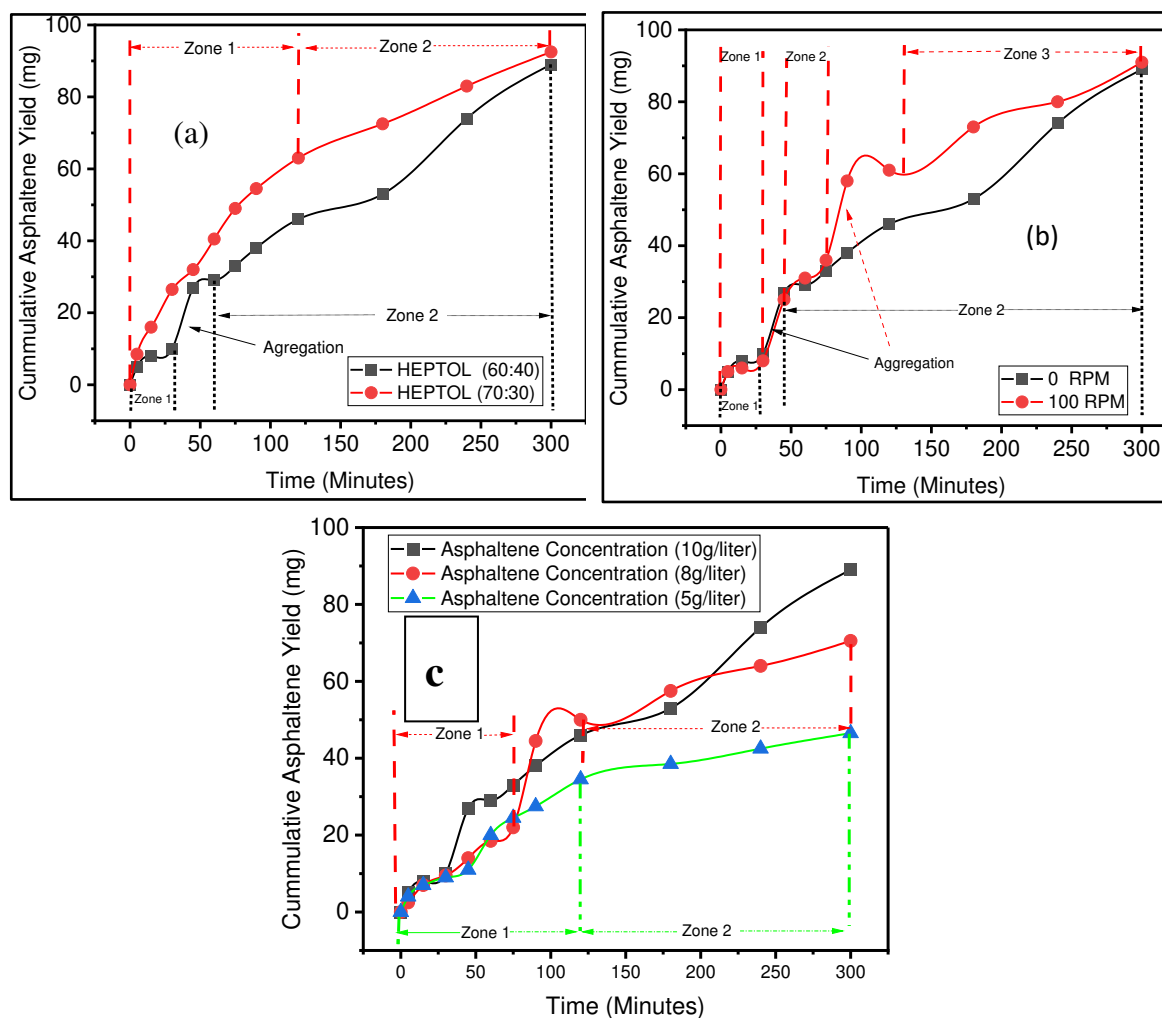 Cummulative Asphaltene Yield (mg)
100
80
60
40
20
0
Zone 1
Zone 2
(a)
Zone 2
Agregation
Zone 1
HEPTOL (60:40)
HEPTOL (70:30)
0 50 100 150 200 250 300
Time (Minutes)
Cummulative Asphaltene Yield (mg)
100
80
60
40
20
0
Zone 1
Zone 2
Zone 3
(b)
Zone 2
Aggregation
Zone 1
0 RPM
100 RPM
0 50 100 150 200 250 300
Time (Minutes)
Cummulative Asphaltene Yield (mg)
100
80
60
40
20
0
Asphaltene Concentration (10g/liter)
Asphaltene Concentration (8g/liter)
Asphaltene Concentration (5g/liter)
c
Zone 1
Zone 2
Zone 1
Zone 2
0 50 100 150 200 250 300
Time (Minutes)